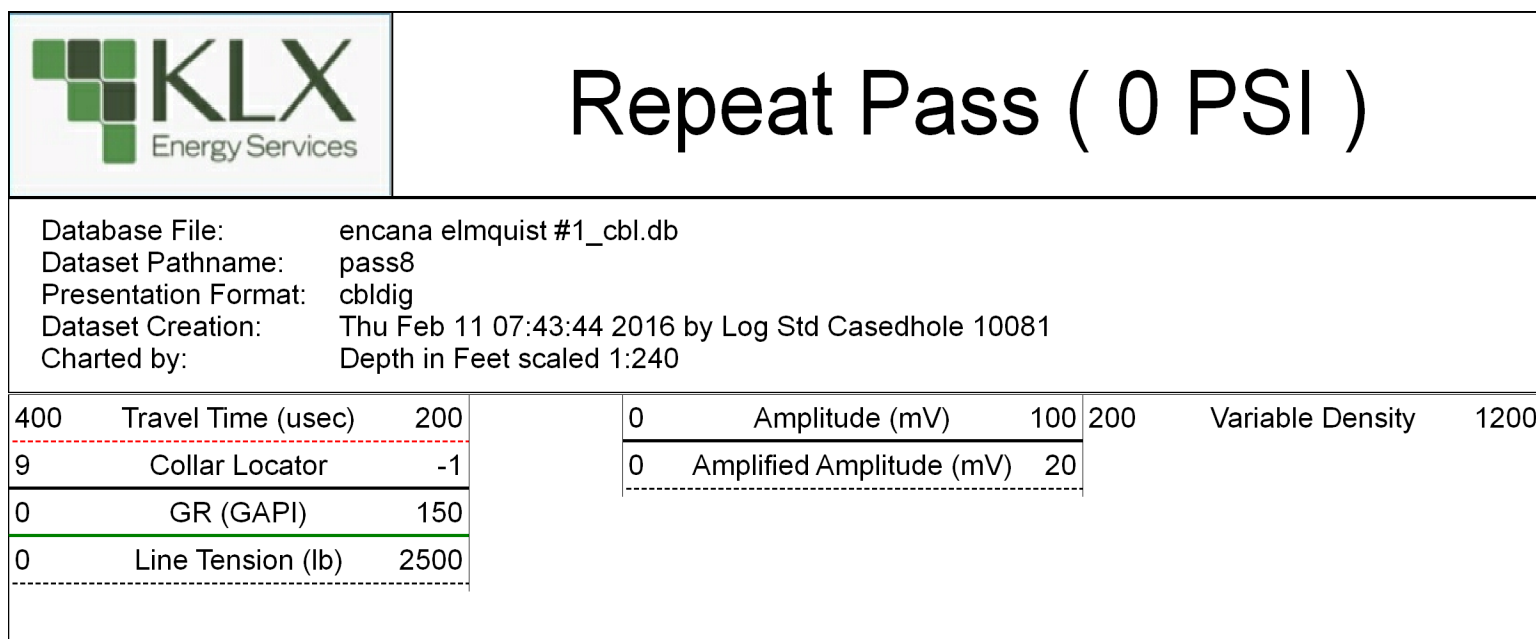 KLX
Energy Services
Repeat Pass ( 0 PSI )
Database File: encana elmquist #1_cbl.db
Dataset Pathname: pass8
Presentation Format: cbldig
Dataset Creation: Thu Feb 11 07:43:44 2016 by Log Std Casedhole 10081
Charted by: Depth in Feet scaled 1:240
400 Travel Time (usec) 200
0 Amplitude (mV) 100
200 Variable Density 1200
9 Collar Locator -1
0 Amplified Amplitude (mV) 20
0 GR (GAPI) 150
0 Line Tension (lb) 2500